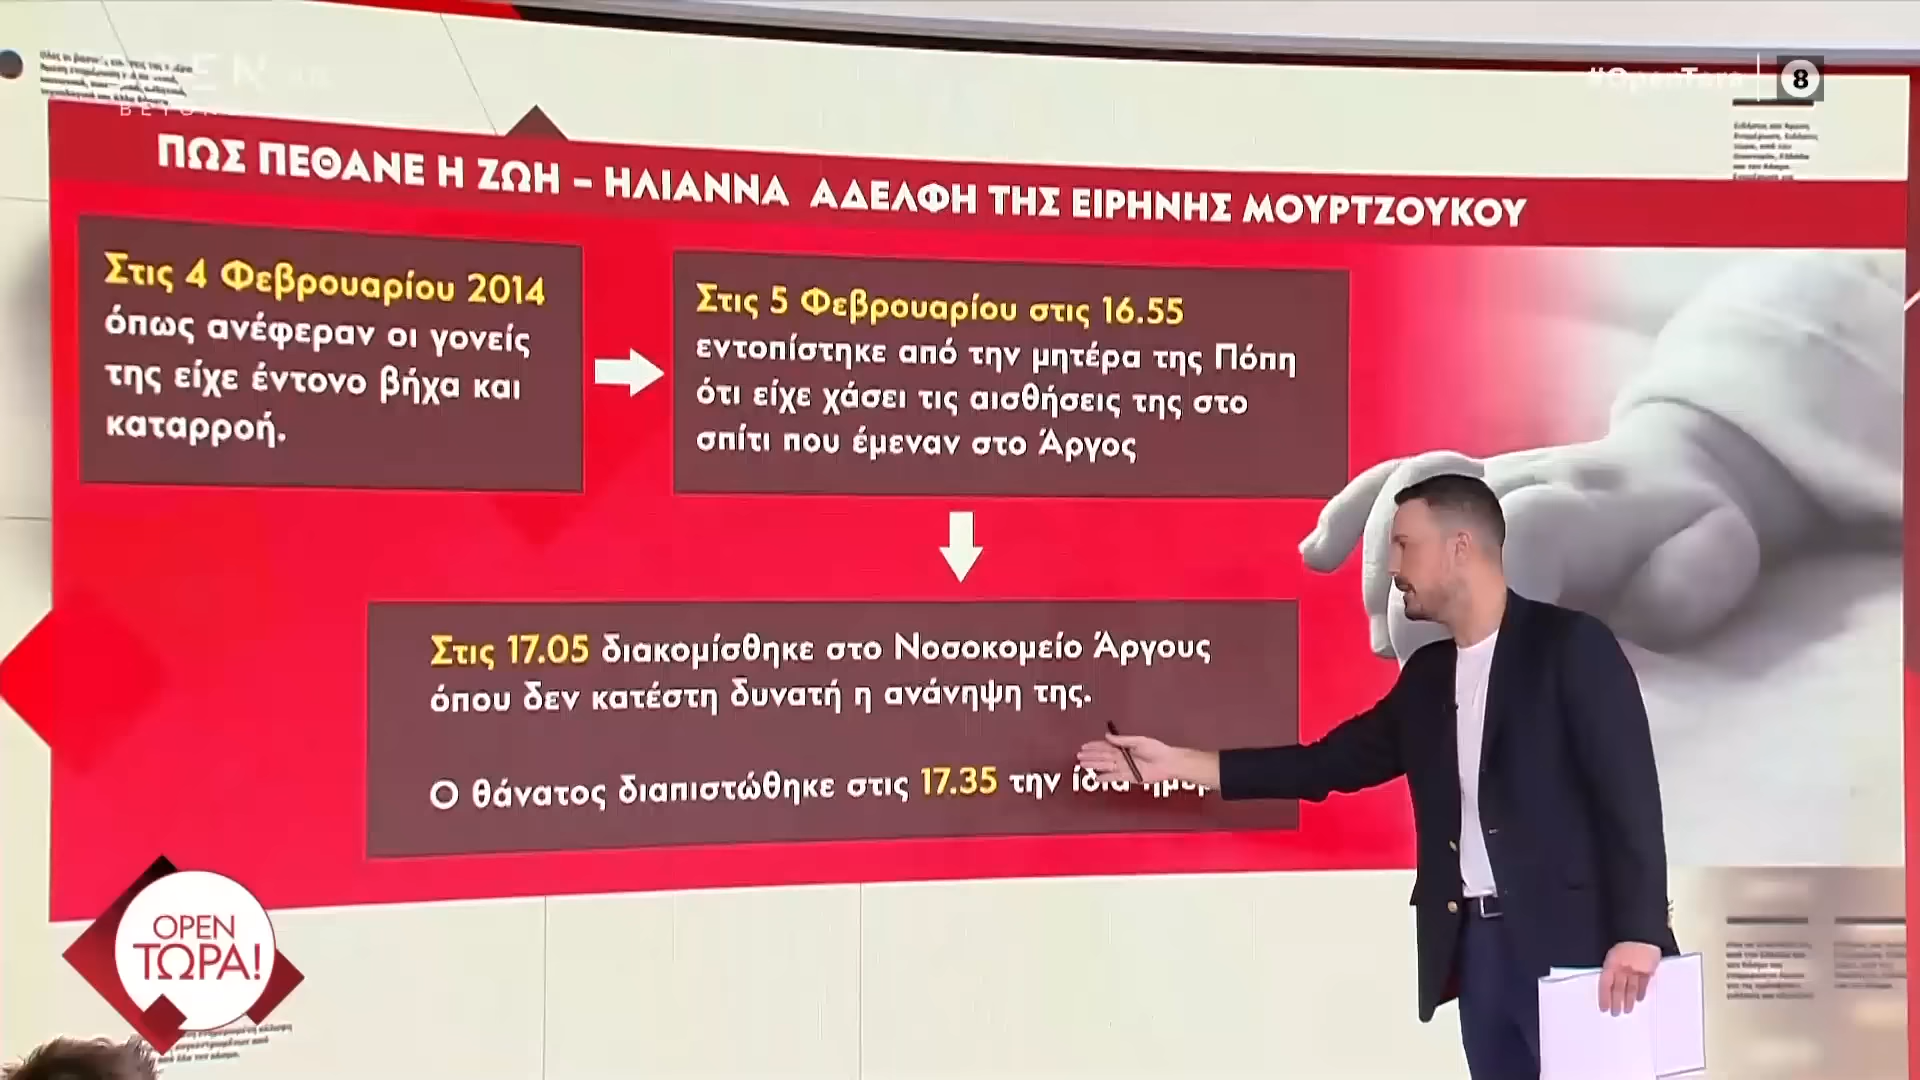 #OpenTora
8
ΠΩΣ ΠΕΘΑΝΕ Η ΖΩΗ – ΗΛΙΑΝΝΑ ΑΔΕΛΦΗ ΤΗΣ ΕΙΡΗΝΗΣ ΜΟΥΡΤΖΟΥΚΟΥ
Στις 4 Φεβρουαρίου 2014
όπως ανέφεραν οι γονείς
της είχε έντονο βήχα και
καταρροή.
Στις 5 Φεβρουαρίου στις 16.55
εντοπίστηκε από την μητέρα της Πόπη
ότι είχε χάσει τις αισθήσεις της στο
σπίτι που έμεναν στο Άργος
Στις 17.05 διακομίσθηκε στο Νοσοκομείο Άργους
όπου δεν κατέστη δυνατή η ανάνηψη της.
Ο θάνατος διαπιστώθηκε στις 17.35 την ίδια
OPEN
ΤΩΡΑ!